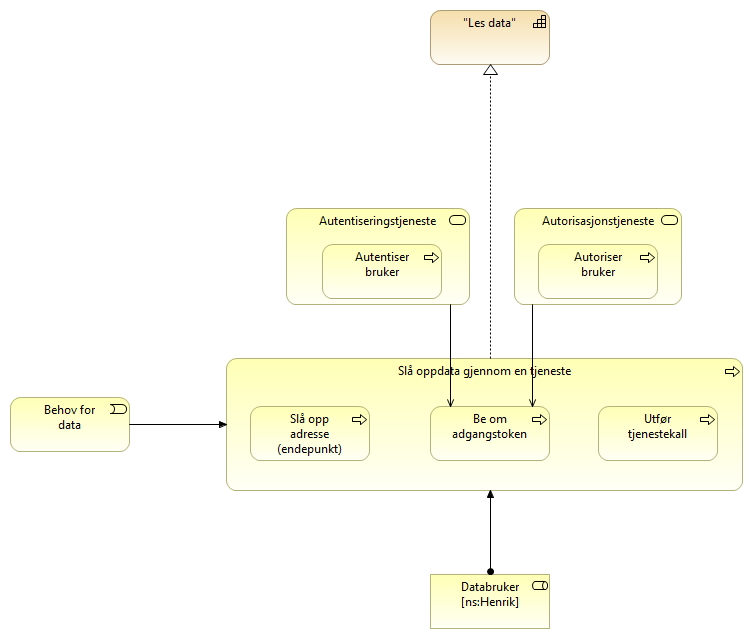 "Les data"
Autentiseringstjeneste
Autentiser
bruker
Autorisasjonstjeneste
Autoriser
bruker
Slå oppdata gjennom en tjeneste
Behov for
data
Slå opp
adresse
(endepunkt)
Be om
adgangstoken
Utfør
tjenestekall
Databruker
[ns:Henrik]